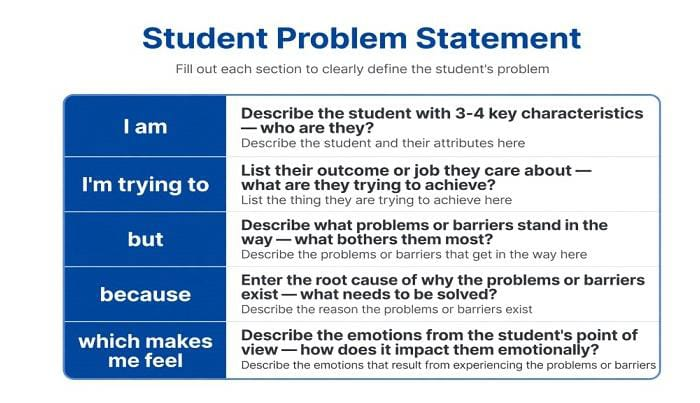 Student Problem Statement
Fill out each section to clearly define the student's problem
I am
Describe the student with 3-4 key characteristics
— who are they?
Describe the student and their attributes here
I'm trying to
List their outcome or job they care about —
what are they trying to achieve?
List the thing they are trying to achieve here
but
Describe what problems or barriers stand in the
way — what bothers them most?
Describe the problems or barriers that get in the way here
because
Enter the root cause of why the problems or barriers
exist — what needs to be solved?
Describe the reason the problems or barriers exist
which makes
me feel
Describe the emotions from the student's point of
view — how does it impact them emotionally?
Describe the emotions that result from experiencing the problems or barriers